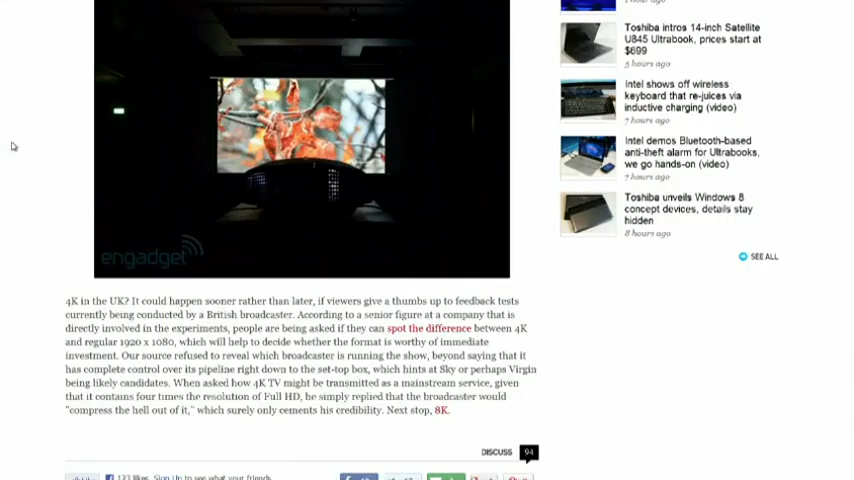 engadget
4K in the UK? It could happen sooner rather than later, if viewers give a thumbs up to feedback tests
currently being conducted by a British broadcaster. According to a senior figure at a company that is
directly involved in the experiments, people are being asked if they can spot the difference between 4K
and regular 1920 x 1080, which will help to decide whether the format is worthy of immediate
investment. Our source refused to reveal which broadcaster is running the show, beyond saying that it
has complete control over its pipeline right down to the set-top box, which hints at Sky or perhaps Virgin
being likely candidates. When asked how 4K TV might be transmitted as a mainstream service, given
that it contains four times the resolution of Full HD, he simply replied that the broadcaster would
"compress the hell out of it," which surely only cements his credibility. Next stop, 8K.
DISCUSS 94
123 likes. Sign Up to see what your friends
Toshiba intros 14-inch Satellite
U845 Ultrabook, prices start at
$699
5 hours ago
Intel shows off wireless
keyboard that re-juices via
inductive charging (video)
7 hours ago
Intel demos Bluetooth-based
anti-theft alarm for Ultrabooks,
we go hands-on (video)
7 hours ago
Toshiba unveils Windows 8
concept devices, details stay
hidden
8 hours ago
SEE ALL